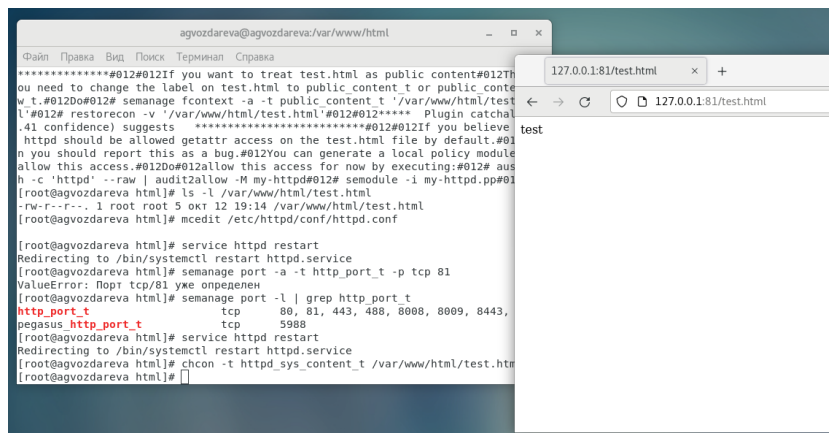 agvozdareva@agvozdareva:/var/www/html
Файл Правка Вид Поиск Терминал Справка
**************#012#012If you want to treat test.html as public content#012Th
ou need to change the label on test.html to public_content_t or public_conte
w_t.#012Do#012# semanage fcontext -a -t public_content_t '/var/www/html/test
l'#012# restorecon -v '/var/www/html/test.html'#012#012***** Plugin catchal
.41 confidence) suggests **************************#012#012If you believe
httpd should be allowed getattr access on the test.html file by default.#01
n you should report this as a bug.#012You can generate a local policy module
allow this access.#012Do#012allow this access for now by executing:#012# aus
h -c 'httpd' --raw | audit2allow -M my-httpd#012# semodule -i my-httpd.pp#01
[root@agvozdareva html]# ls -l /var/www/html/test.html
-rw-r--r--. 1 root root 5 окт 12 19:14 /var/www/html/test.html
[root@agvozdareva html]# mcedit /etc/httpd/conf/httpd.conf
[root@agvozdareva html]# service httpd restart
Redirecting to /bin/systemctl restart httpd.service
[root@agvozdareva html]# semanage port -a -t http_port_t -p tcp 81
ValueError: Порт tcp/81 уже определен
[root@agvozdareva html]# semanage port -l | grep http_port_t
http_port_t tcp 80, 81, 443, 488, 8008, 8009, 8443,
pegasus_http_port_t tcp 5988
[root@agvozdareva html]# service httpd restart
Redirecting to /bin/systemctl restart httpd.service
[root@agvozdareva html]# chcon -t httpd_sys_content_t /var/www/html/test.htm
[root@agvozdareva html]#
127.0.0.1:81/test.html
127.0.0.1:81/test.html
test